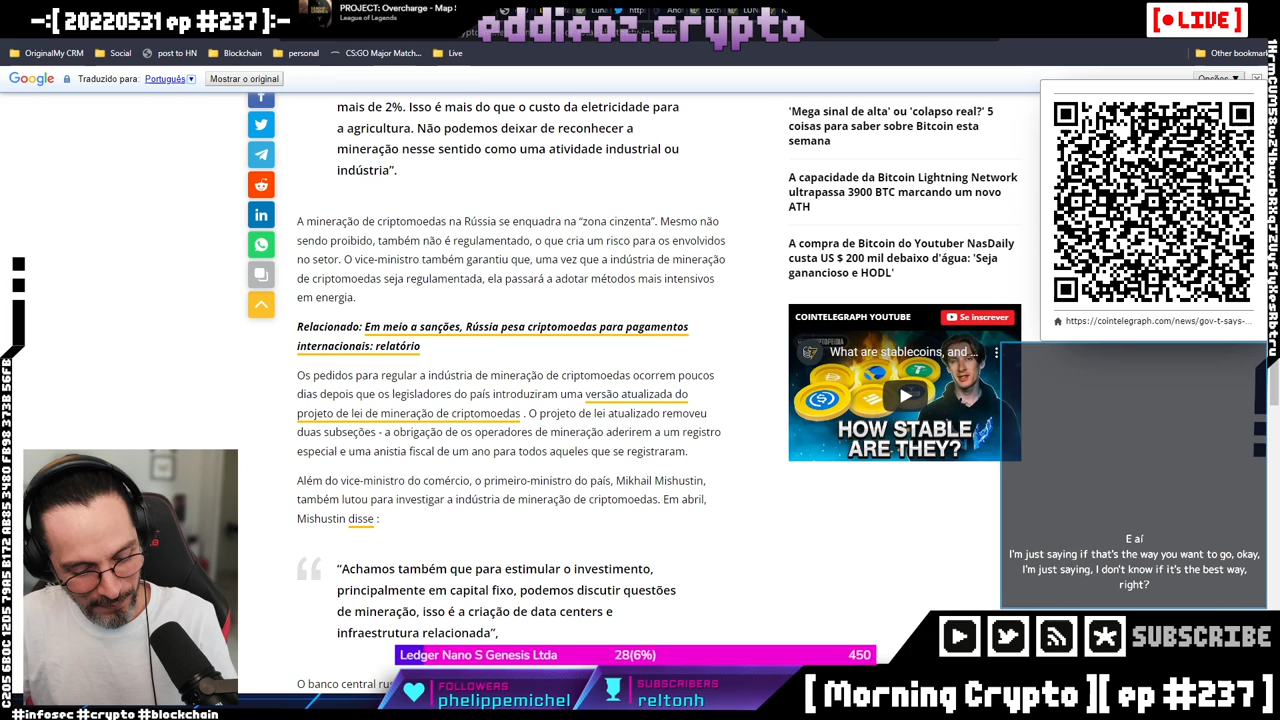 -:[ 20220531 ep #237 ]:-
PROJECT: Overcharge - Map S
League of Legends
eddieoz.crypto
[● LIVE]
OriginalMy CRM
Social
post to HN
Blockchain
personal
CS:GO Major Match...
Live
Other bookmar
Google
Traduzido para: Português
Mostrar o original
Opções ▼
mais de 2%. Isso é mais do que o custo da eletricidade para
a agricultura. Não podemos deixar de reconhecer a
mineração nesse sentido como uma atividade industrial ou
indústria”.
A mineração de criptomoedas na Rússia se enquadra na “zona cinzenta”. Mesmo não
sendo proibido, também não é regulamentado, o que cria um risco para os envolvidos
no setor. O vice-ministro também garantiu que, uma vez que a indústria de mineração
de criptomoedas seja regulamentada, ela passará a adotar métodos mais intensivos
em energia.
Relacionado: Em meio a sanções, Rússia pesa criptomoedas para pagamentos
internacionais: relatório
Os pedidos para regular a indústria de mineração de criptomoedas ocorrem poucos
dias depois que os legisladores do país introduziram uma versão atualizada do
projeto de lei de mineração de criptomoedas . O projeto de lei atualizado removeu
duas subseções - a obrigação de os operadores de mineração aderirem a um registro
especial e uma anistia fiscal de um ano para todos aqueles que se registraram.
Além do vice-ministro do comércio, o primeiro-ministro do país, Mikhail Mishustin,
também lutou para investigar a indústria de mineração de criptomoedas. Em abril,
Mishustin disse :
“Achamos também que para estimular o investimento,
principalmente em capital fixo, podemos discutir questões
de mineração, isso é a criação de data centers e
infraestrutura relacionada”,
O banco central rus
'Mega sinal de alta' ou 'colapso real?' 5
coisas para saber sobre Bitcoin esta
semana
A capacidade da Bitcoin Lightning Network
ultrapassa 3900 BTC marcando um novo
ATH
A compra de Bitcoin do Youtuber NasDaily
custa US $ 200 mil debaixo d'água: 'Seja
ganancioso e HODL'
COINTELEGRAPH YOUTUBE
Se inscrever
What are stablecoins, and ...
HOW STABLE
ARE THEY?
https://cointelegraph.com/news/gov-t-says-...
E aí
I'm just saying if that's the way you want to go, okay,
I'm just saying, I don't know if it's the best way,
right?
SUBSCRIBE
Ledger Nano S Genesis Ltda 28(6%) 450
FOLLOWERS
phelippemichel
SUBSCRIBERS
reltonh
[ Morning Crypto ][ ep #237 ]
#infosec #crypto #blockchain